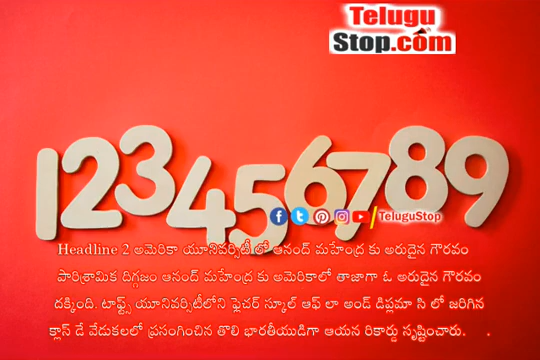 Telugu
Stop.com
123456789
TeluguStop
Headline 2 అమెరికా యూనివర్సిటీ లో ఆనంద్ మహేంద్ర కు అరుదైన గౌరవం
పారిశ్రామిక దిగ్గజం ఆనంద్ మహేంద్ర కు అమెరికాలో తాజాగా ఓ అరుదైన గౌరవం
దక్కింది. టాఫ్ట్స్ యూనివర్సిటీలోని ఫ్లెచర్ స్కూల్ ఆఫ్ లా అండ్ డిప్లమా సి లో జరిగిన
క్లాస్ డే వేడుకలలో ప్రసంగించిన తొలి భారతీయుడిగా ఆయన రికార్డు సృష్టించారు. .